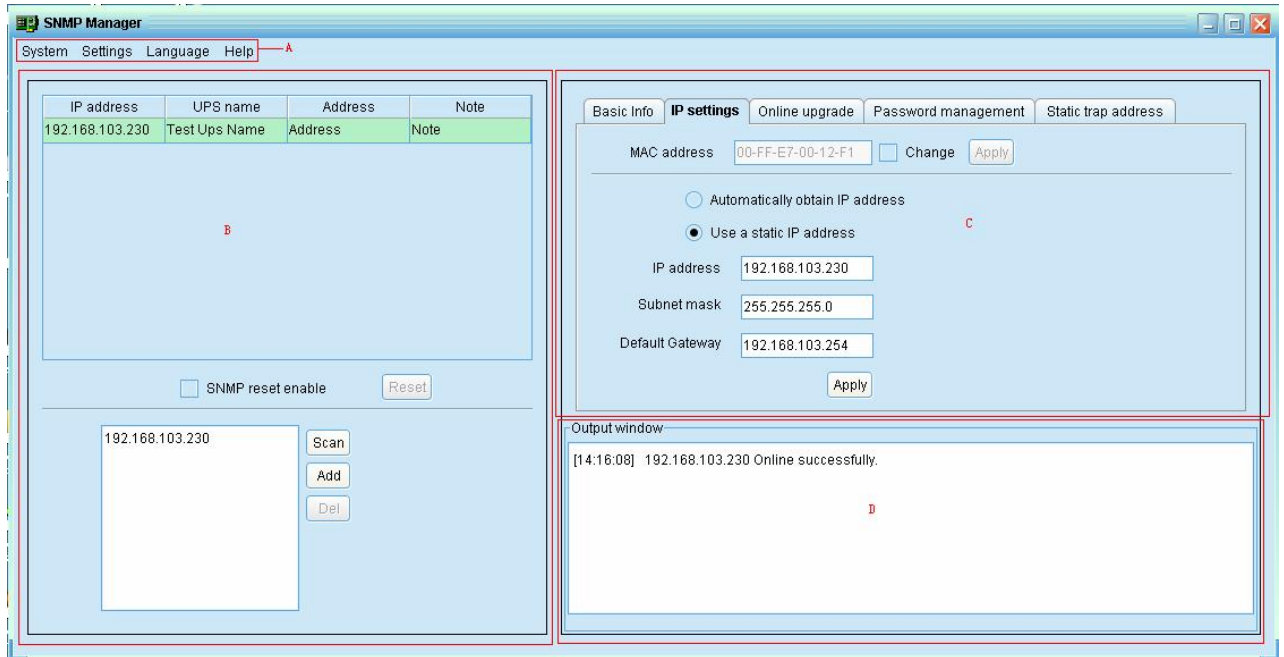 SNMP Manager
System Settings Language Help A
IP address UPS name Address Note
192.168.103.230 Test Ups Name Address Note
B
SNMP reset enable Reset
192.168.103.230
Scan
Add
Del
Basic Info IP settings Online upgrade Password management Static trap address
MAC address 00-FF-E7-00-12-F1 Change Apply
Automatically obtain IP address
Use a static IP address
C
IP address 192.168.103.230
Subnet mask 255.255.255.0
Default Gateway 192.168.103.254
Apply
Output window
[14:16:08] 192.168.103.230 Online successfully.
D